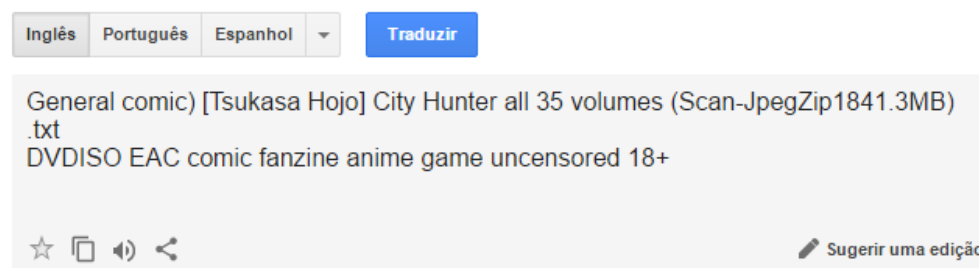 Inglês Português Espanhol Traduzir
General comic) [Tsukasa Hojo] City Hunter all 35 volumes (Scan-JpegZip1841.3MB)
.txt
DVDISO EAC comic fanzine anime game uncensored 18+
Sugerir uma edição